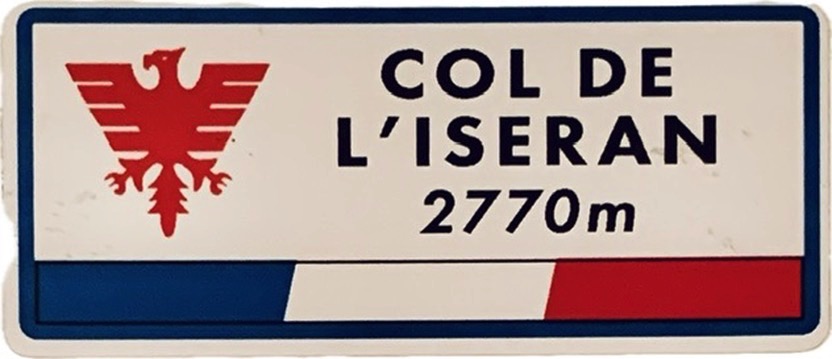 COL DE
L’ISERAN
2770m